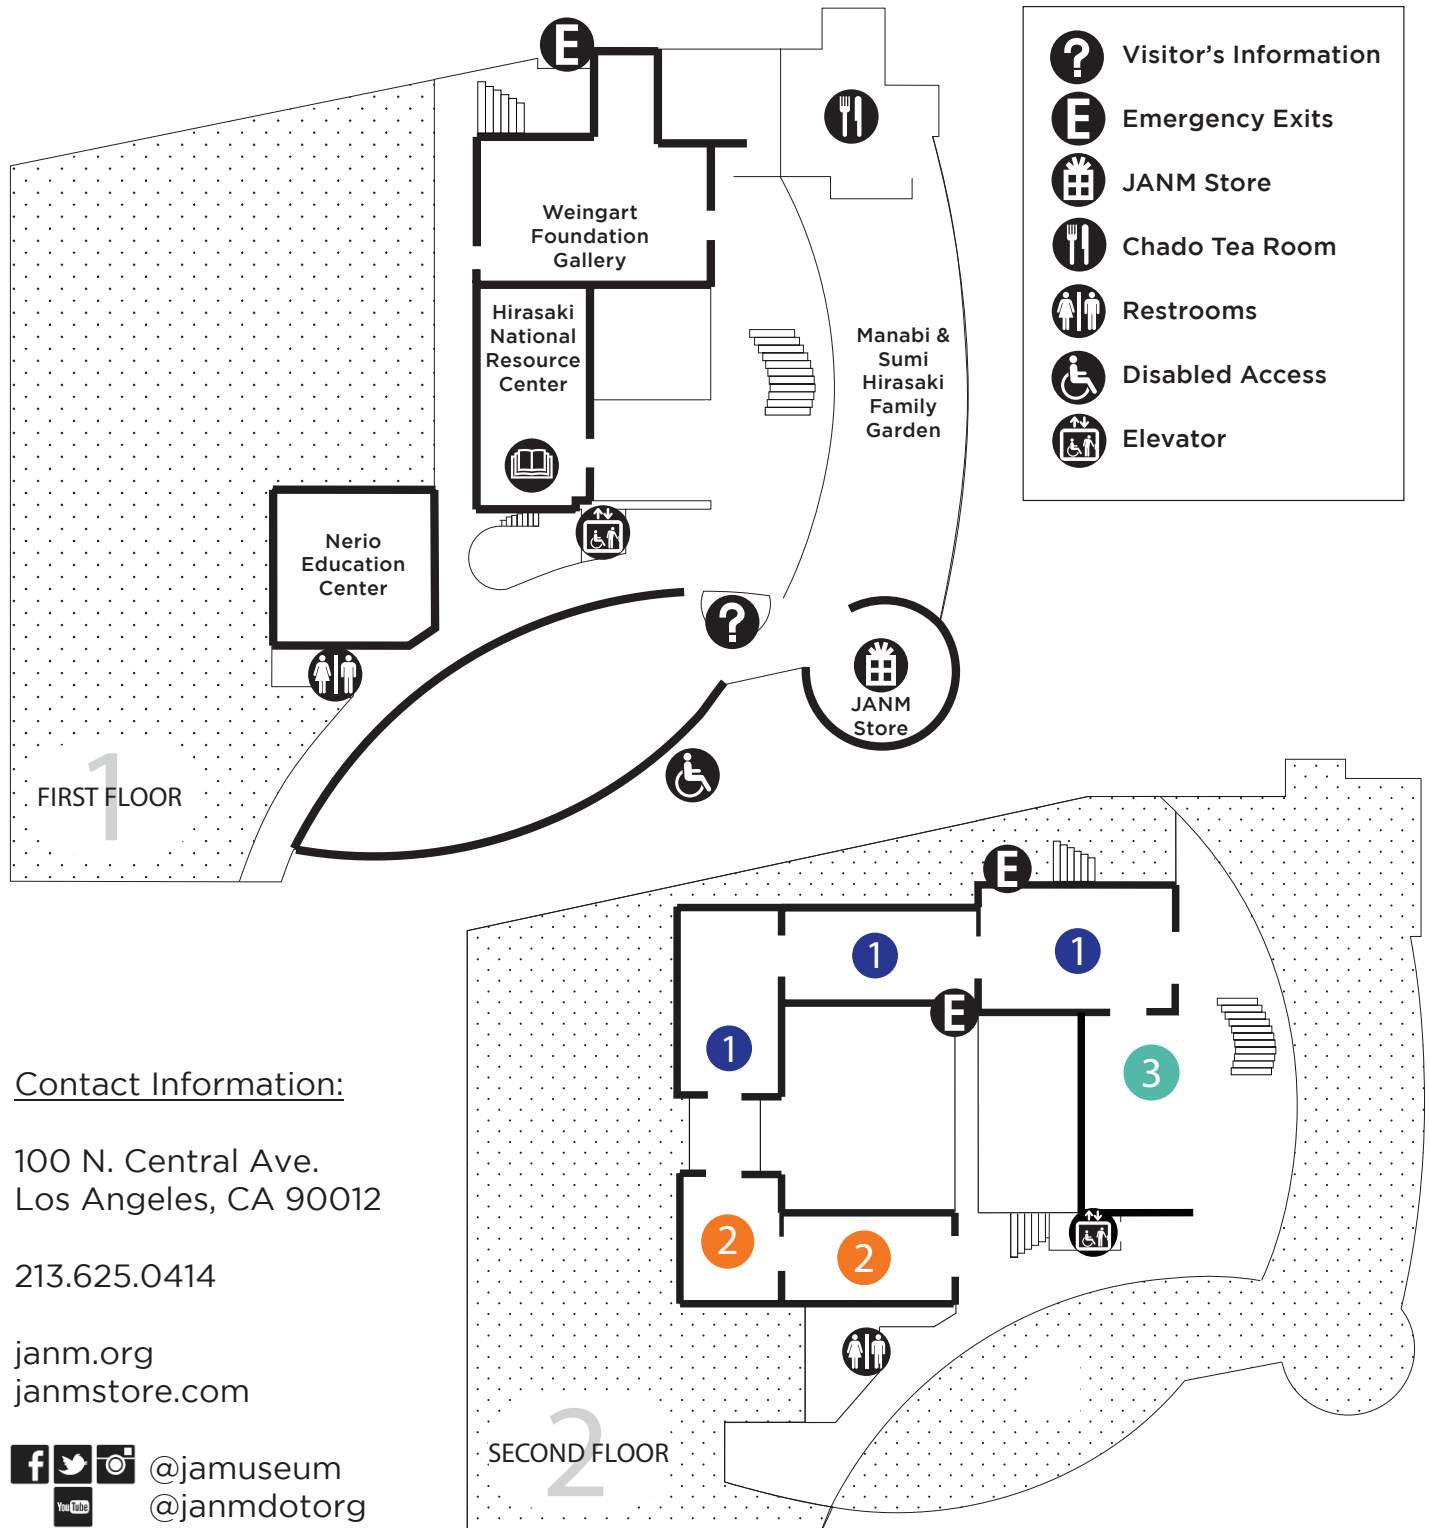 E
Visitor's Information
Emergency Exits
JANM Store
Chado Tea Room
Restrooms
Disabled Access
Elevator
?
E
Weingart
Foundation
Gallery
Hirasaki
National
Resource
Center
Manabi &
Sumi
Hirasaki
Family
Garden
Nerio
Education
Center
?
JANM
Store
1
FIRST FLOOR
E
1
1
E
1
3
2
2
2
SECOND FLOOR
Contact Information:
100 N. Central Ave.
Los Angeles, CA 90012
213.625.0414
janm.org
janmstore.com
f
@jamuseum
You Tube
@janmdotorg